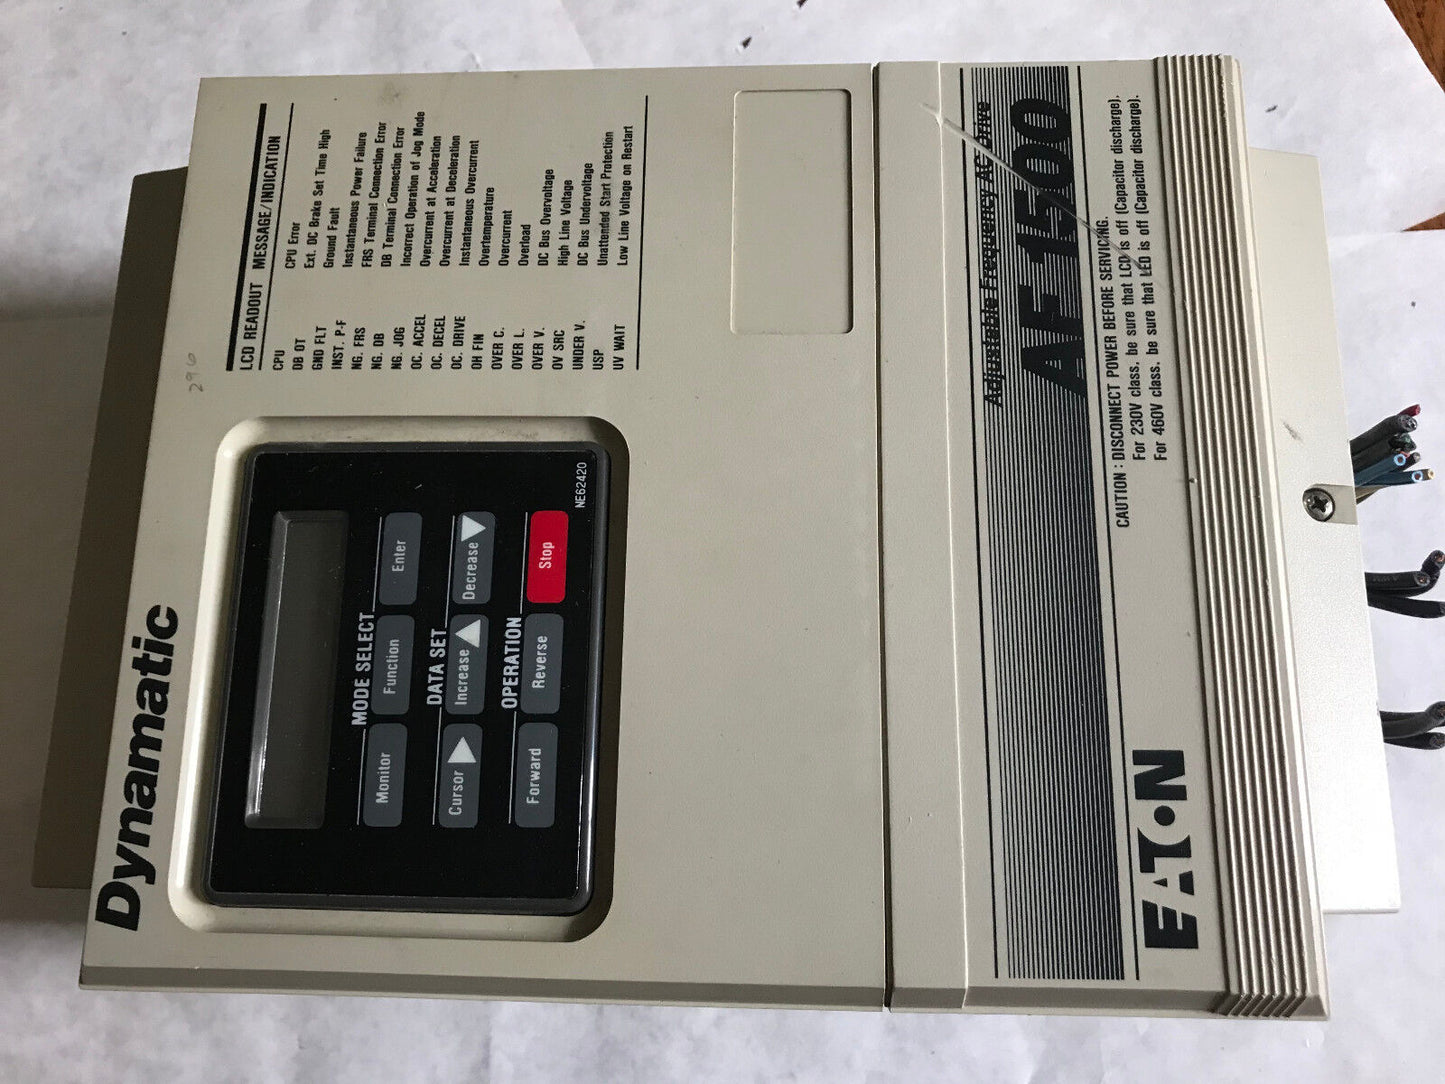 Dynamatic
296
LCD READOUT MESSAGE/INDICATION
CPU CPU Error
DB OT Ext. DC Brake Set Time High
GND FLT Ground Fault
INST. P-F Instantaneous Power Failure
NG. FRS FRS Terminal Connection Error
NG. DB DB Terminal Connection Error
NG. JOG Incorrect Operation of Jog Mode
OC. ACCEL Overcurrent at Acceleration
OC. DECEL Overcurrent at Deceleration
OC. DRIVE Instantaneous Overcurrent
OH FIN Overtemperature
OVER C. Overcurrent
OVER L. Overload
OVER V. DC Bus Overvoltage
OV SRC High Line Voltage
UNDER V. DC Bus Undervoltage
USP Unattended Start Protection
UV WAIT Low Line Voltage on Restart
MODE SELECT
Monitor Function Enter
DATA SET
Cursor Increase Decrease
OPERATION
Forward Reverse Stop
NE62420
Adjustable Frequency AC Drive
AF-1500
CAUTION : DISCONNECT POWER BEFORE SERVICING.
For 230V class, be sure that LCD is off (Capacitor discharge).
For 460V class, be sure that LED is off (Capacitor discharge).
EATON